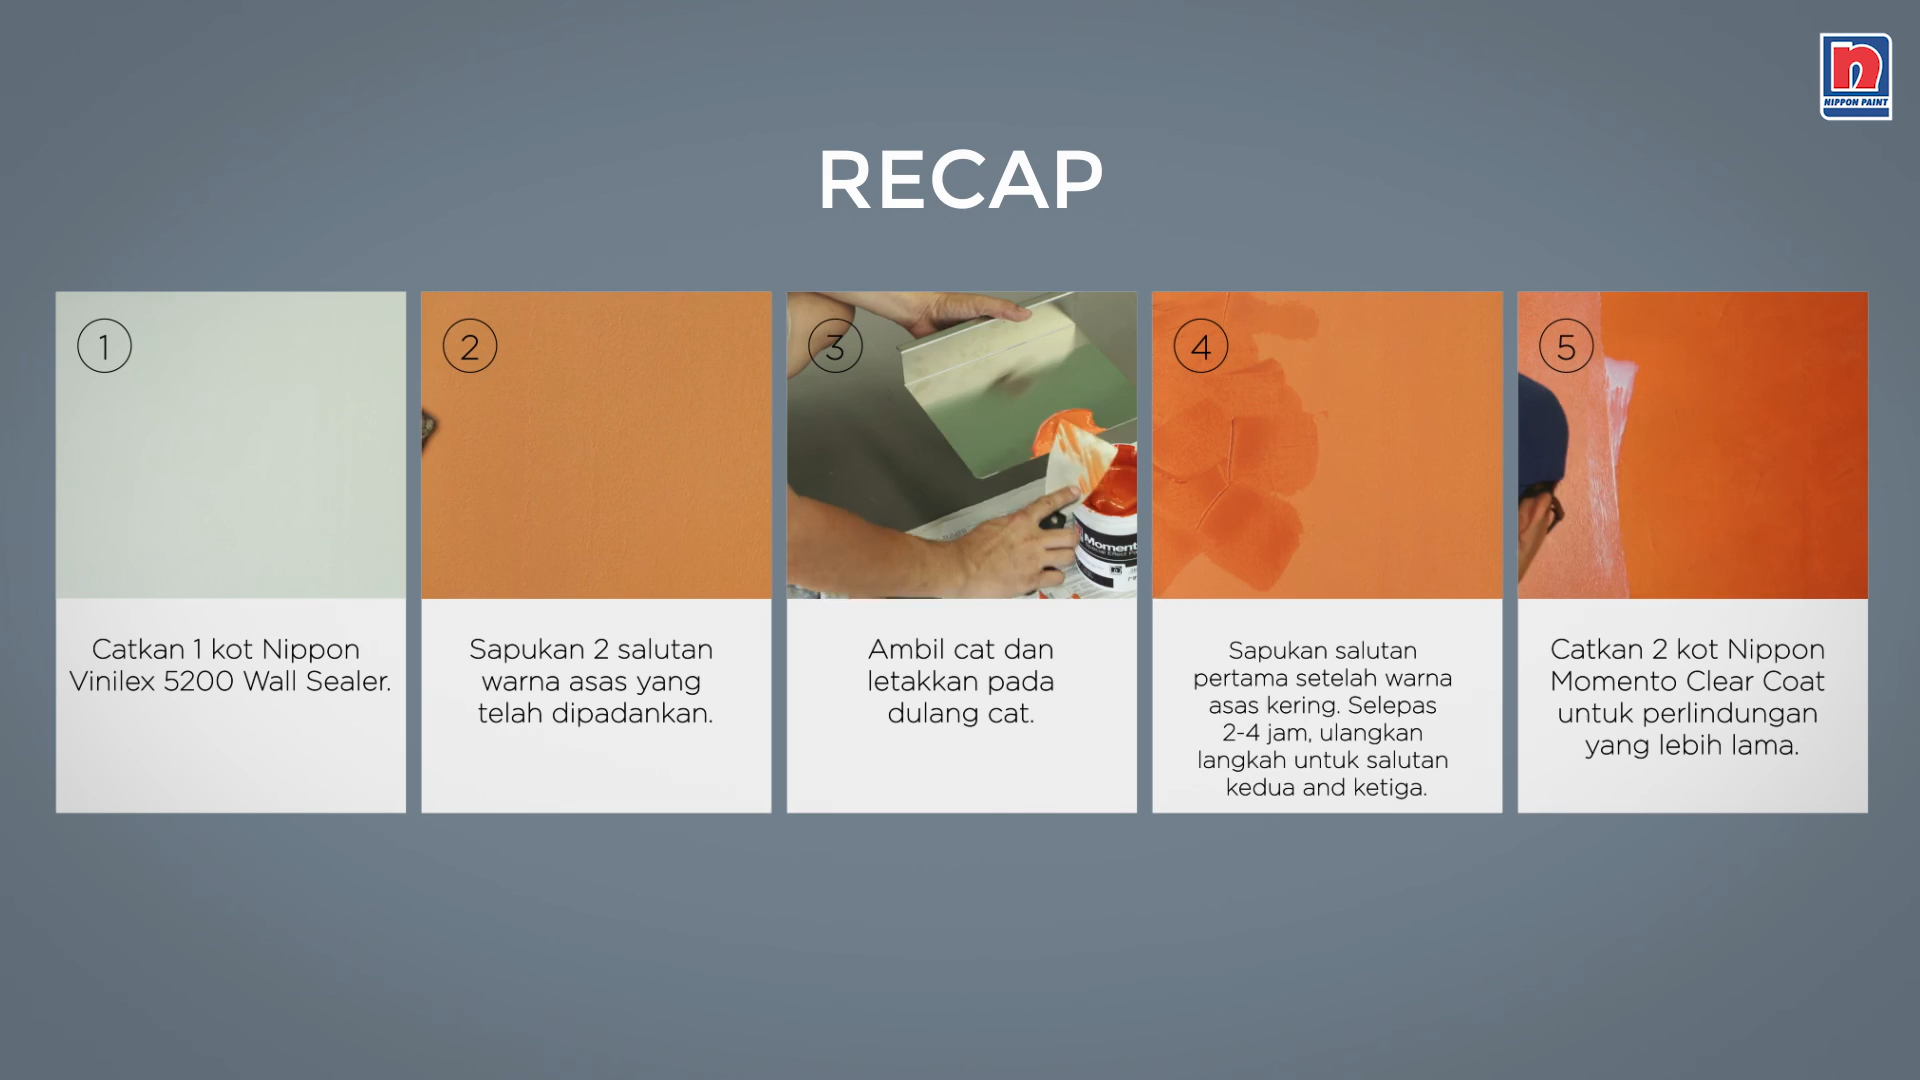 NIPPON PAINT
RECAP
1
Catkan 1 kot Nippon
Vinilex 5200 Wall Sealer.
2
Sapukan 2 salutan
warna asas yang
telah dipadankan.
3
Moment
Ambil cat dan
letakkan pada
dulang cat.
4
Sapukan salutan
pertama setelah warna
asas kering. Selepas
2-4 jam, ulangkan
langkah untuk salutan
kedua and ketiga.
5
Catkan 2 kot Nippon
Momento Clear Coat
untuk perlindungan
yang lebih lama.